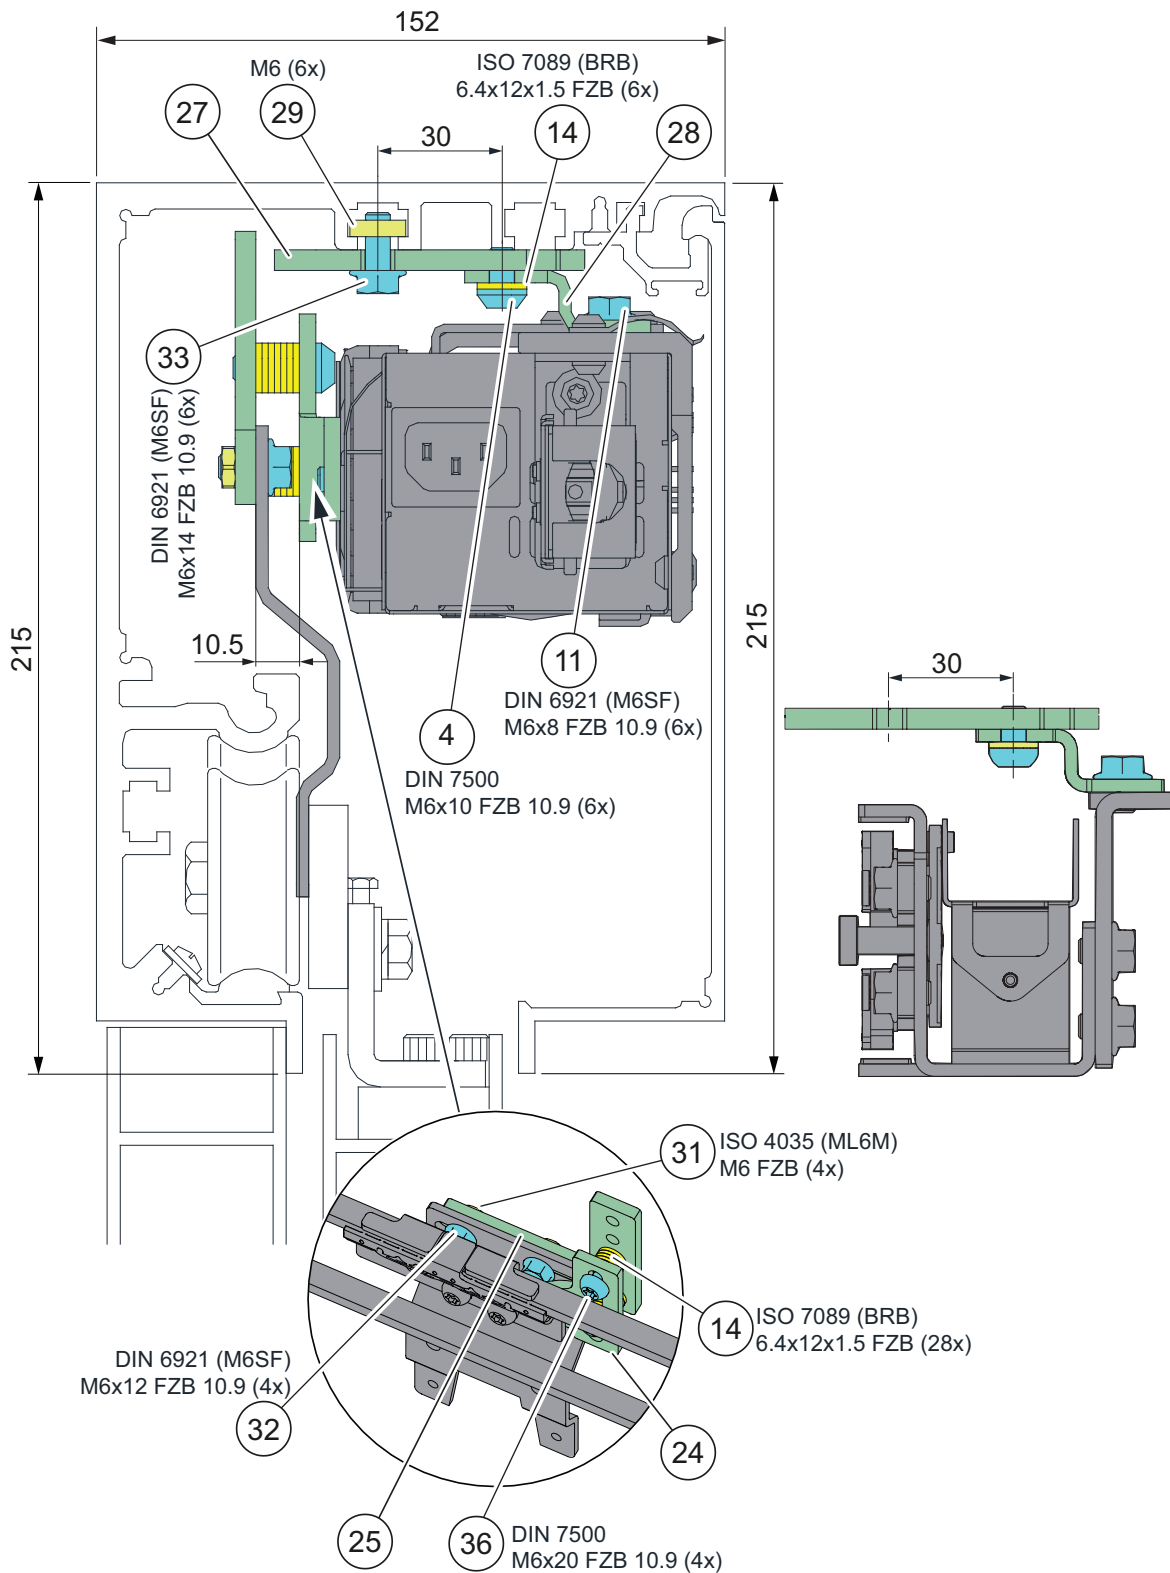 152
M6 (6x)
ISO 7089 (BRB)
6.4x12x1.5 FZB (6x)
27
29
14
28
30
33
DIN 6921 (M6SF)
M6x14 FZB 10.9 (6x)
215
215
10.5
11
DIN 6921 (M6SF)
M6x8 FZB 10.9 (6x)
30
4
DIN 7500
M6x10 FZB 10.9 (6x)
31
ISO 4035 (ML6M)
M6 FZB (4x)
14
ISO 7089 (BRB)
6.4x12x1.5 FZB (28x)
DIN 6921 (M6SF)
M6x12 FZB 10.9 (4x)
32
24
25
36
DIN 7500
M6x20 FZB 10.9 (4x)